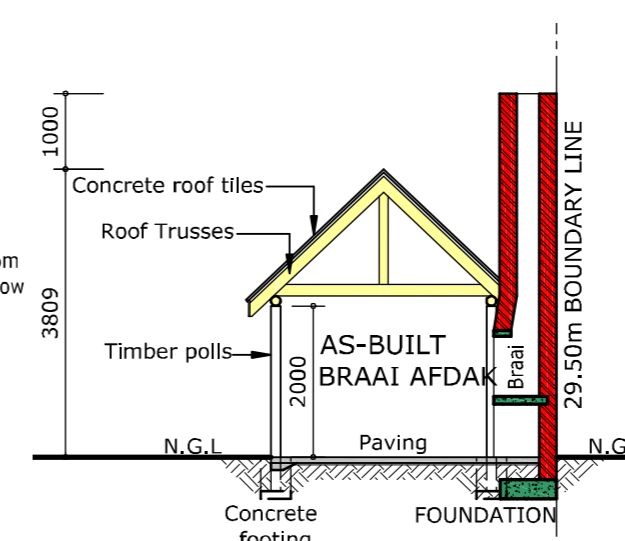 1000
Concrete roof tiles
Roof Trusses
3809
Timber polls
2000
AS-BUILT
BRAAI AFDAK
Braai
29.50m BOUNDARY LINE
N.G.L
Paving
Concrete
footing
FOUNDATION